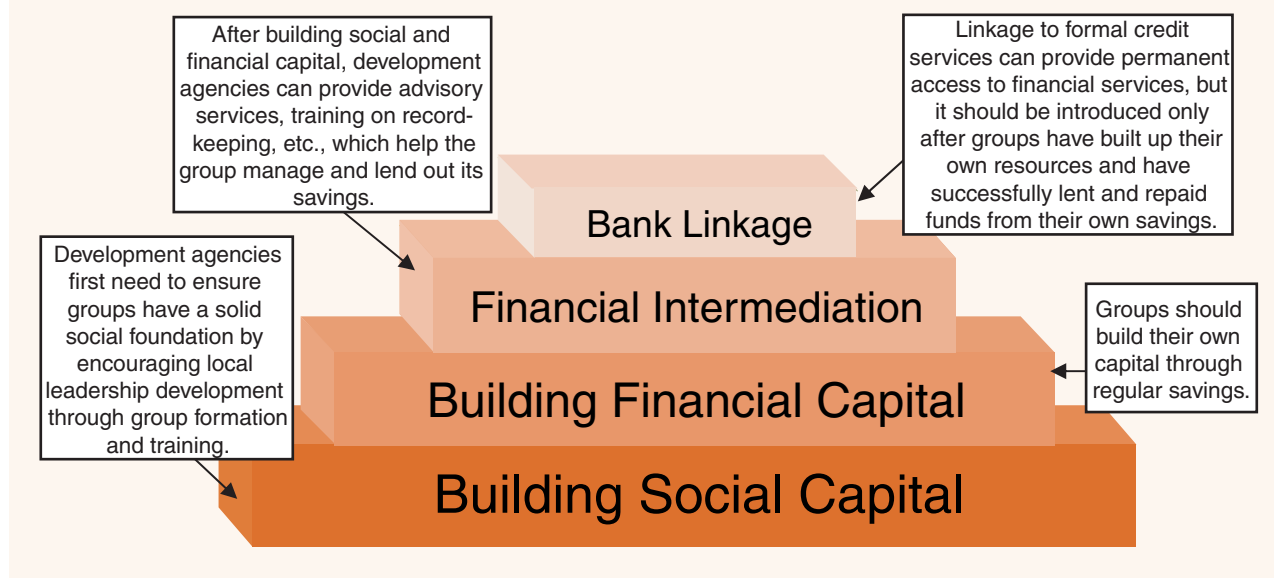 After building social and
financial capital, development
agencies can provide advisory
services, training on record-
keeping, etc., which help the
group manage and lend out its
savings.
Linkage to formal credit
services can provide permanent
access to financial services, but
it should be introduced only
after groups have built up their
own resources and have
successfully lent and repaid
funds from their own savings.
Bank Linkage
Development agencies
first need to ensure
groups have a solid
social foundation by
encouraging local
leadership development
through group formation
and training.
Financial Intermediation
Groups should
build their own
capital through
regular savings.
Building Financial Capital
Building Social Capital